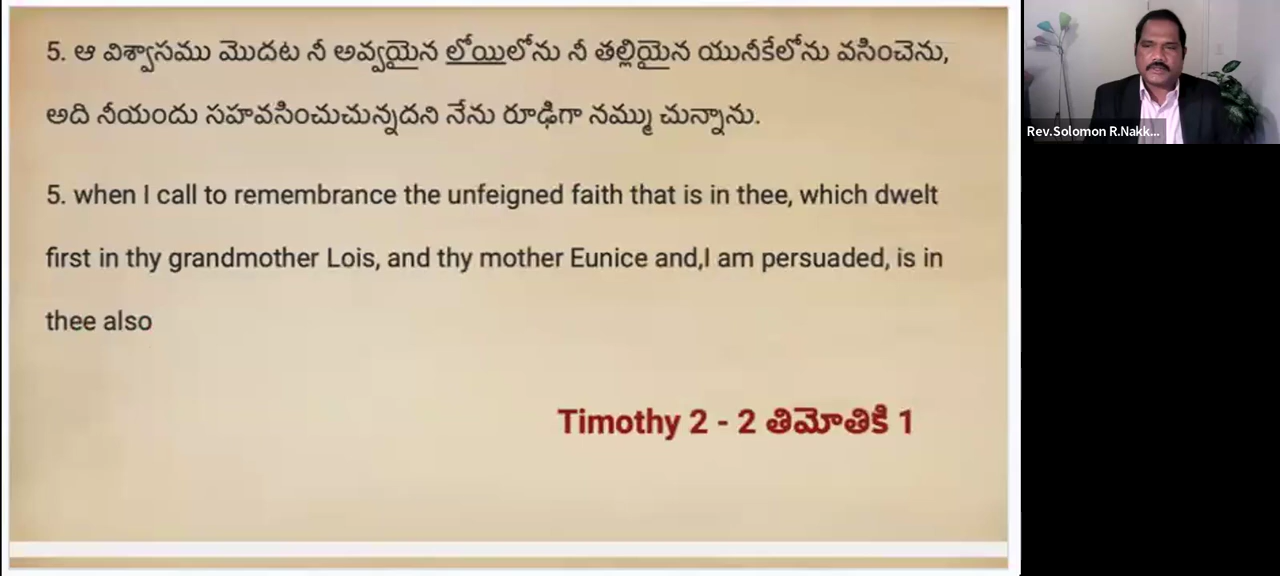 5. ఆ విశ్వాసము మొదట నీ అవ్వయైన లోయిలోను నీ తల్లియైన యునీకేలోను వసించెను,
అది నీయందు సహవసించుచున్నదని నేను రూఢిగా నమ్ము చున్నాను.
5. when I call to remembrance the unfeigned faith that is in thee, which dwelt
first in thy grandmother Lois, and thy mother Eunice and,I am persuaded, is in
thee also
Timothy 2 - 2 తిమోతికి 1
Rev.Solomon R.Nakk...